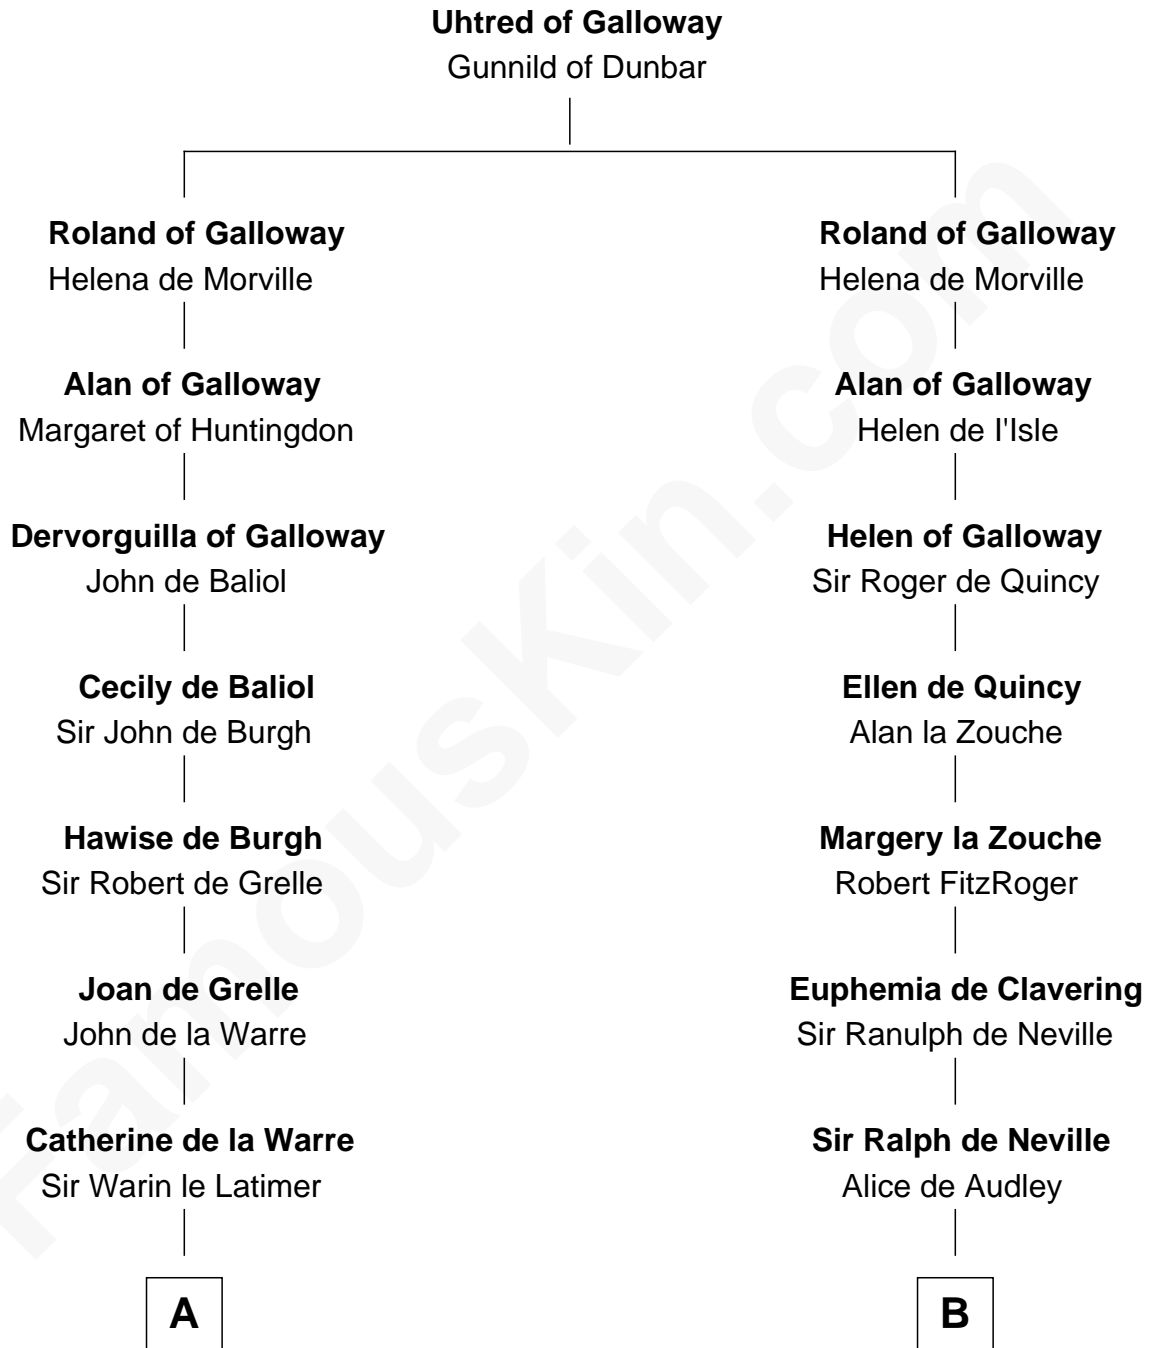 Uhtred of Galloway
Gunnild of Dunbar
Roland of Galloway
Helena de Morville
Alan of Galloway
Margaret of Huntingdon
Dervorguilla of Galloway
John de Baliol
Cecily de Baliol
Sir John de Burgh
Hawise de Burgh
Sir Robert de Grelle
Joan de Grelle
John de la Warre
Catherine de la Warre
Sir Warin le Latimer
A
Roland of Galloway
Helena de Morville
Alan of Galloway
Helen de I'Isle
Helen of Galloway
Sir Roger de Quincy
Ellen de Quincy
Alan la Zouche
Margery la Zouche
Robert FitzRoger
Euphemia de Clavering
Sir Ranulph de Neville
Sir Ralph de Neville
Alice de Audley
B
FamousKin.com